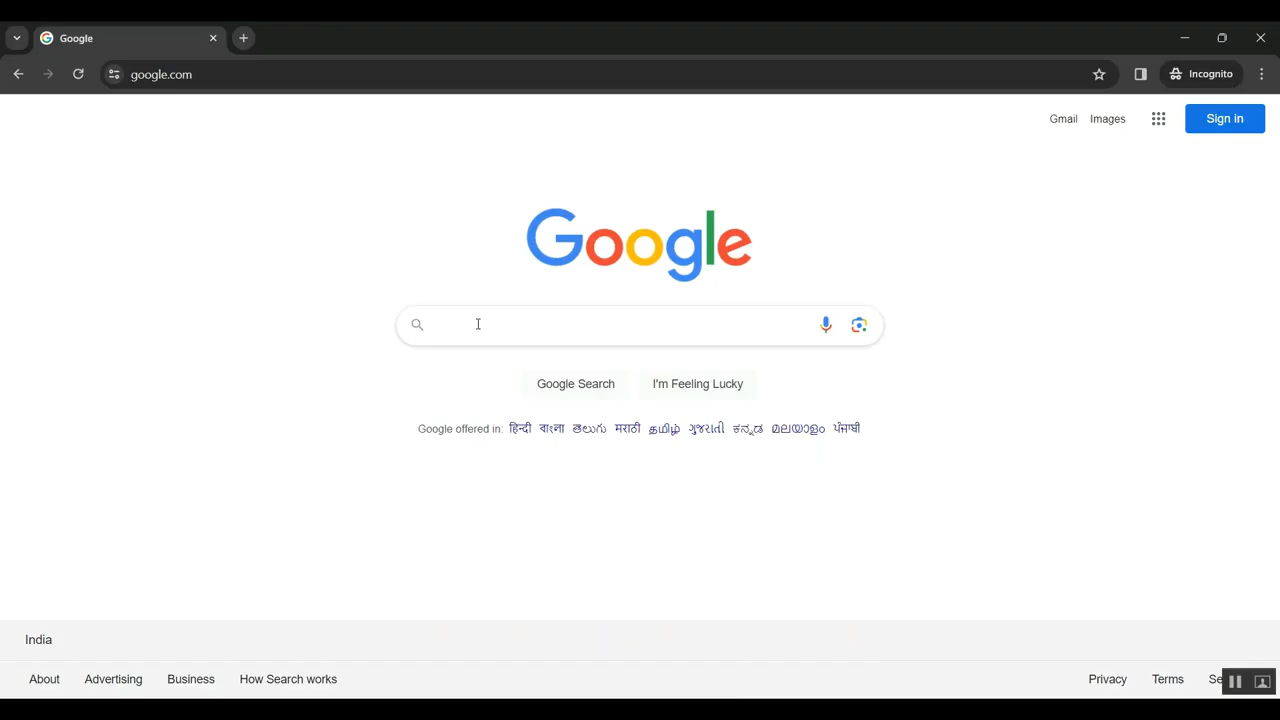 Google
google.com
Incognito
Gmail Images
Sign in
Google
Google Search I'm Feeling Lucky
Google offered in: हिन्दी বাংলা తెలుగు मराठी தமிழ் ગુજરાતી ಕನ್ನಡ മലയാളം ਪੰਜਾਬੀ
India
About Advertising Business How Search works Privacy Terms